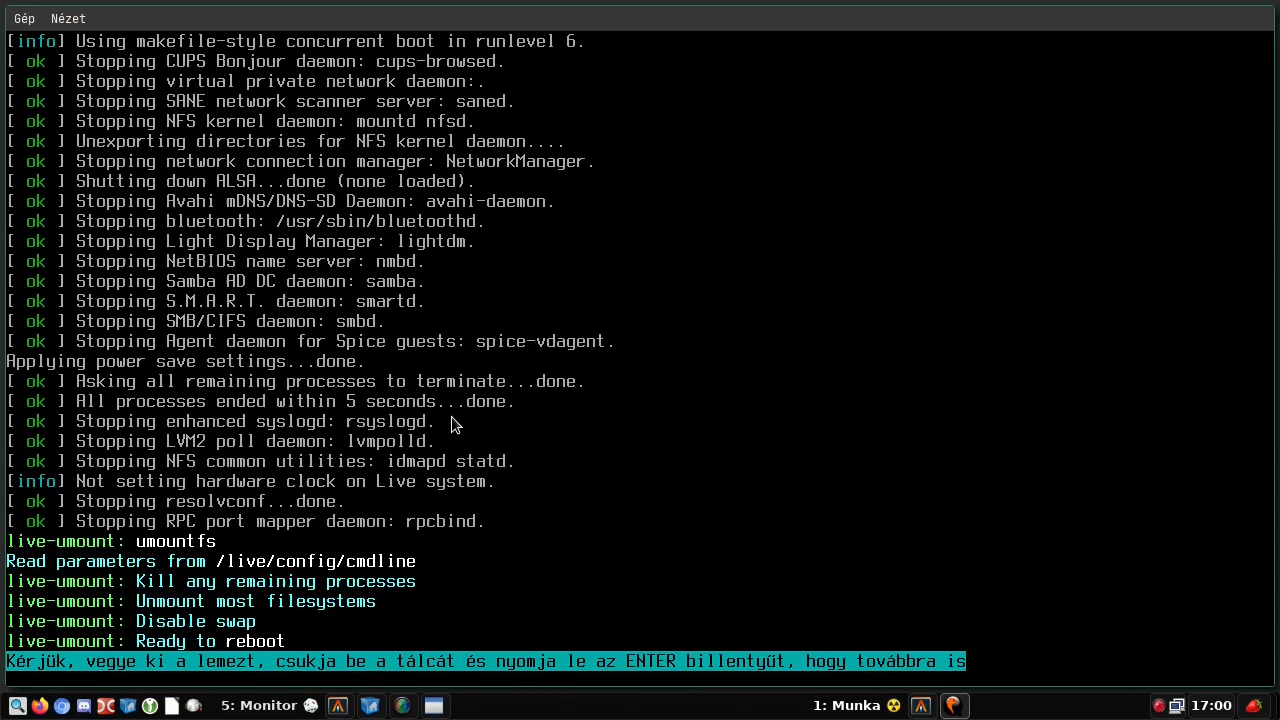 Gép Nézet
[info] Using makefile-style concurrent boot in runlevel 6.
[ ok ] Stopping CUPS Bonjour daemon: cups-browsed.
[ ok ] Stopping virtual private network daemon:.
[ ok ] Stopping SANE network scanner server: saned.
[ ok ] Stopping NFS kernel daemon: mountd nfsd.
[ ok ] Unexporting directories for NFS kernel daemon....
[ ok ] Stopping network connection manager: NetworkManager.
[ ok ] Shutting down ALSA...done (none loaded).
[ ok ] Stopping Avahi mDNS/DNS-SD Daemon: avahi-daemon.
[ ok ] Stopping bluetooth: /usr/sbin/bluetoothd.
[ ok ] Stopping Light Display Manager: lightdm.
[ ok ] Stopping NetBIOS name server: nmbd.
[ ok ] Stopping Samba AD DC daemon: samba.
[ ok ] Stopping S.M.A.R.T. daemon: smartd.
[ ok ] Stopping SMB/CIFS daemon: smbd.
[ ok ] Stopping Agent daemon for Spice guests: spice-vdagent.
Applying power save settings...done.
[ ok ] Asking all remaining processes to terminate...done.
[ ok ] All processes ended within 5 seconds...done.
[ ok ] Stopping enhanced syslogd: rsyslogd.
[ ok ] Stopping LVM2 poll daemon: lvmpolld.
[ ok ] Stopping NFS common utilities: idmapd statd.
[info] Not setting hardware clock on Live system.
[ ok ] Stopping resolvconf...done.
[ ok ] Stopping RPC port mapper daemon: rpcbind.
live-umount: umountfs
Read parameters from /live/config/cmdline
live-umount: Kill any remaining processes
live-umount: Unmount most filesystems
live-umount: Disable swap
live-umount: Ready to reboot
Kérjük, vegye ki a lemezt, csukja be a tálcát és nyomja le az ENTER billentyűt, hogy továbbra is
5: Monitor 1: Munka 17:00